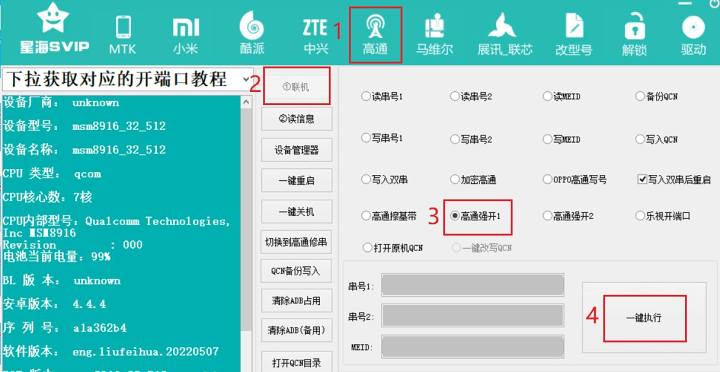 星海SVIP
MTK
小米
酷派
ZTE
中兴
1
高通
马维尔
展讯_联芯
改型号
解锁
驱动
下拉获取对应的开端口教程
设备厂商： unknown
设备型号： msm8916_32_512
设备名称： msm8916_32_512
CPU 类型： qcom
CPU核心数：7核
CPU内部型号：Qualcomm Technologies,
Inc MSM8916
Revision : 000
电池当前电量：99%
BL 版 本： unknown
安卓版本： 4.4.4
序 列 号： a1a362b4
软件版本： eng.liufeihua.20220507
2
①联机
②读信息
设备管理器
一键重启
一键关机
切换到高通修串
QCN备份写入
清除ADB占用
清除ADB(备用)
打开QCN目录
读串号1
读串号2
读MEID
备份QCN
写串号1
写串号2
写MEID
写入QCN
写入双串
加密高通
OPPO高通写号
写入双串后重启
高通擦基带
3
高通强开1
高通强开2
乐视开端口
打开原机QCN
一键改写QCN
串号1:
串号2:
MEID:
4
一键执行